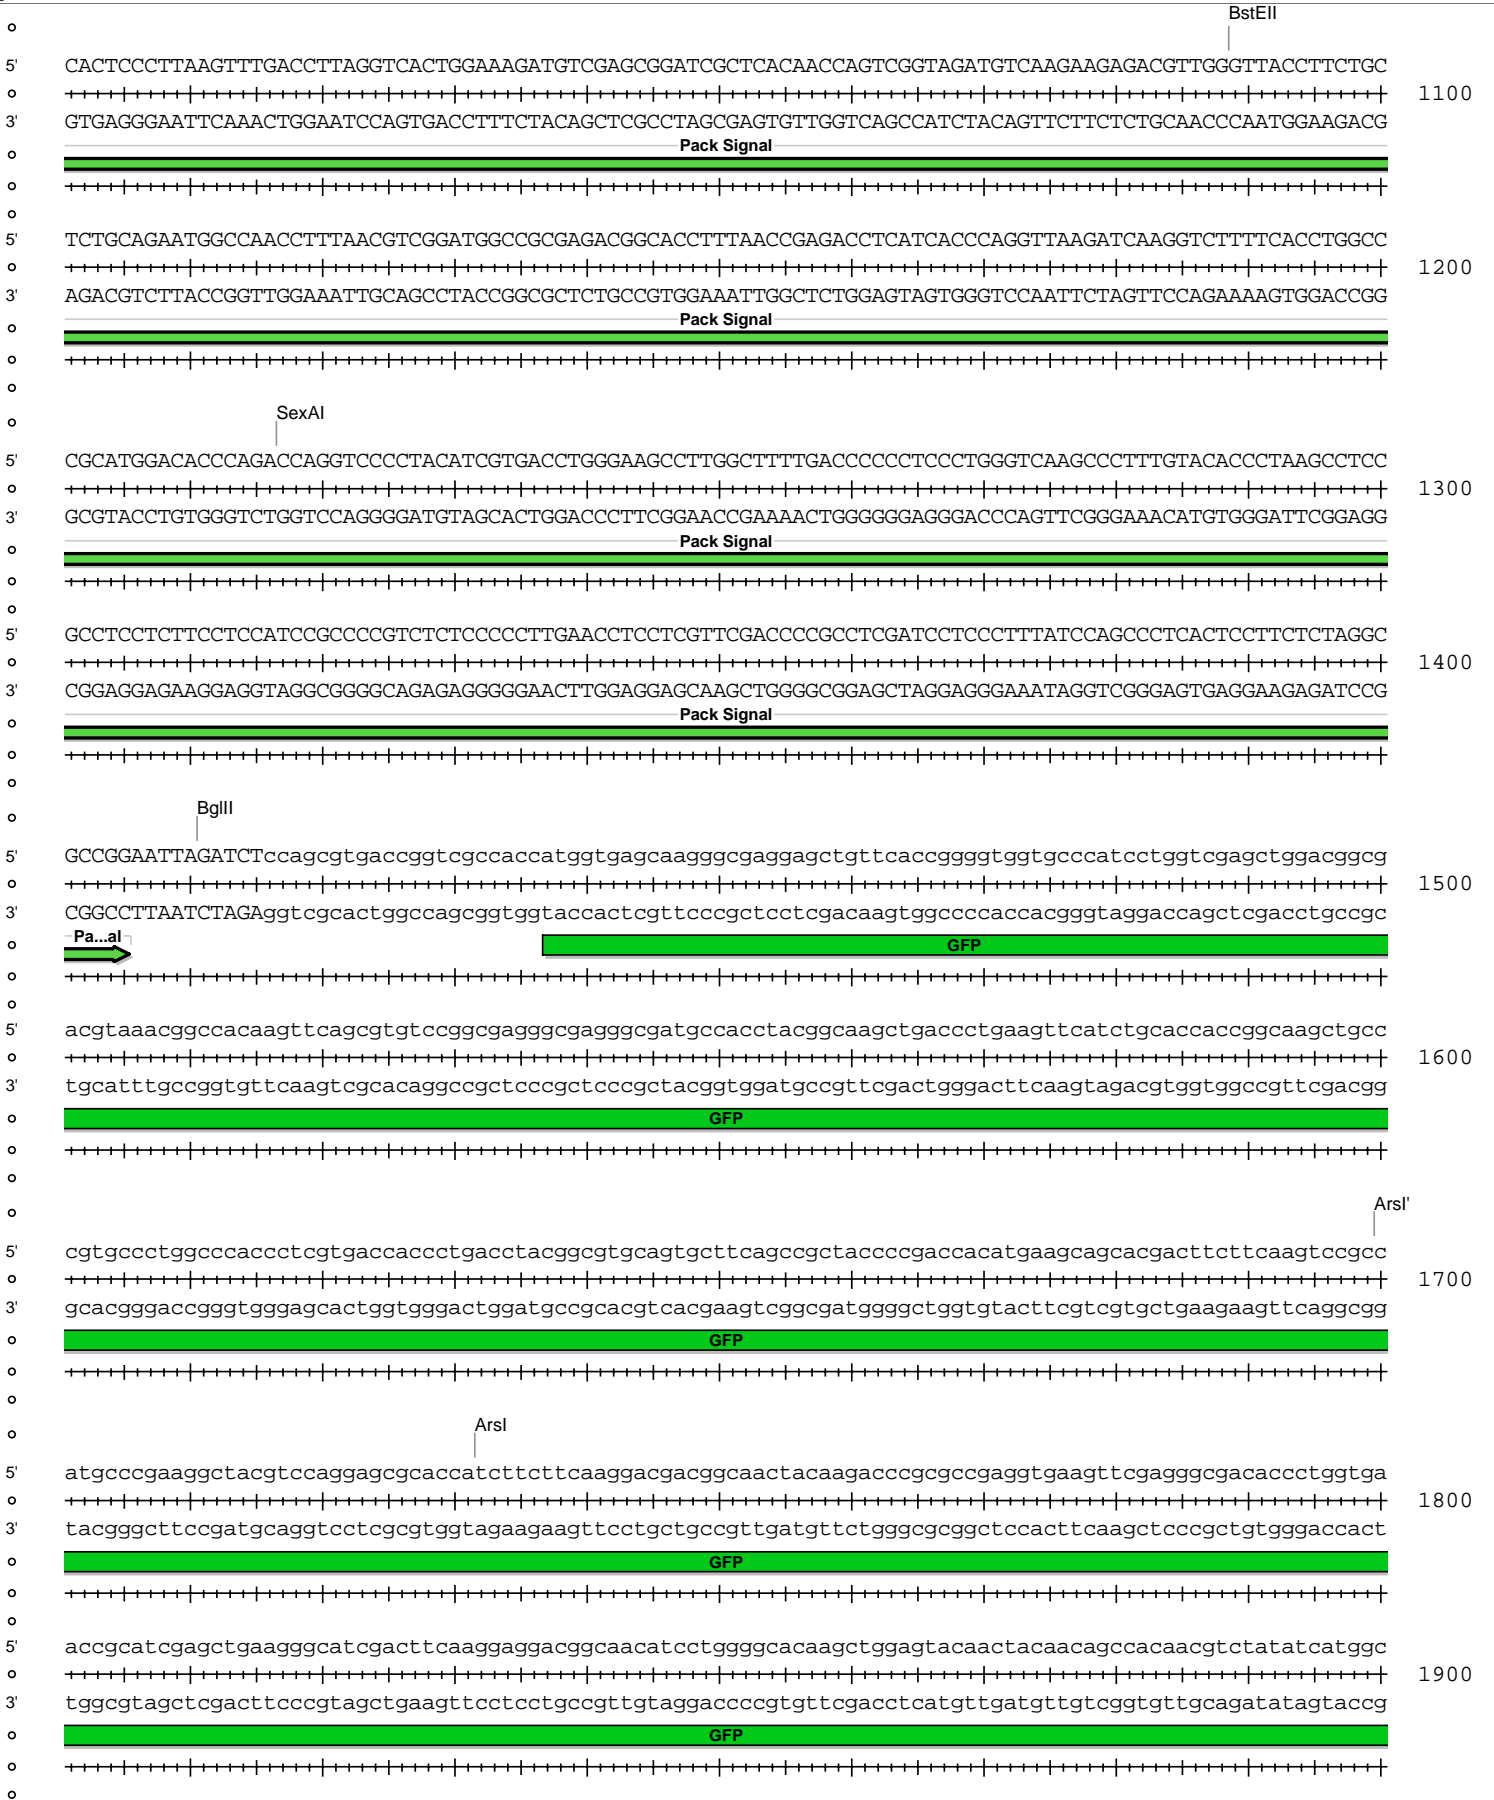 BstEII
5' CACTCCCTTAAGTTTGACCTTAGGTCACTGGAAAGATGTCGAGCGGATCGCTCACAACCAGTCGGTAGATGTCAAGAAGAGACGTTGGGTTACCTTCTGC
1100
3' GTGAGGGAATTCAAACTGGAATCCAGTGACCTTTCTACAGCTCGCCTAGCGAGTGTTGGTCAGCCATCTACAGTTCTTCTCTGCAACCCAATGGAAGACG
Pack Signal
5' TCTGCAGAATGGCCAACCTTTAACGTCGGATGGCCGCGAGACGGCACCTTTAACCGAGACCTCATCACCCAGGTTAAGATCAAGGTCTTTTCACCTGGCC
1200
3' AGACGTCTTACCGGTTGGAAATTGCAGCCTACCGGCGCTCTGCCGTGGAAATTGGCTCTGGAGTAGTGGGTCCAATTCTAGTTCCAGAAAAGTGGACCGG
Pack Signal
SexAI
5' CGCATGGACACCCAGACCAGGTCCCCTACATCGTGACCTGGGAAGCCTTGGCTTTTGACCCCCCTCCCTGGGTCAAGCCCTTTGTACACCCTAAGCCTCC
1300
3' GCGTACCTGTGGGTCTGGTCCAGGGGATGTAGCACTGGACCCTTCGGAACCGAAAACTGGGGGGAGGGACCCAGTTCGGGAAACATGTGGGATTCGGAGG
Pack Signal
5' GCCTCCTCTTCCTCCATCCGCCCCGTCTCTCCCCCTTGAACCTCCTCGTTCGACCCCGCCTCGATCCTCCCTTTATCCAGCCCTCACTCCTTCTCTAGGC
1400
3' CGGAGGAGAAGGAGGTAGGCGGGGCAGAGAGGGGGAACTTGGAGGAGCAAGCTGGGGCGGAGCTAGGAGGGAAATAGGTCGGGAGTGAGGAAGAGATCCG
Pack Signal
BglII
5' GCCGGAATTAGATCTccagcgtgaccggtcgccaccatggtgagcaagggcgaggagctgttcaccggggtggtgcccatcctggtcgagctggacggcg
1500
3' CGGCCTTAATCTAGAggtcgcactggccagcggtggtaccactcgttcccgctcctcgacaagtggccccaccacgggtaggaccagctcgacctgccgc
Pa...al
GFP
5' acgtaaacggccacaagttcagcgtgtccggcgagggcgagggcgatgccacctacggcaagctgaccctgaagttcatctgcaccaccggcaagctgcc
1600
3' tgcatttgccggtgttcaagtcgcacaggccgctcccgctcccgctacggtggatgccgttcgactgggacttcaagtagacgtggtggccgttcgacgg
GFP
ArsI'
5' cgtgccctggcccaccctcgtgaccaccctgacctacggcgtgcagtgcttcagccgctaccccgaccacatgaagcagcacgacttcttcaagtccgcc
1700
3' gcacgggaccgggtgggagcactggtgggactggatgccgcacgtcacgaagtcggcgatggggctggtgtacttcgtcgtgctgaagaagttcaggcgg
GFP
ArsI
5' atgcccgaaggctacgtccaggagcgcaccatcttcttcaaggacgacggcaactacaagacccgcgccgaggtgaagttcgagggcgacaccctggtga
1800
3' tacgggcttccgatgcaggtcctcgcgtggtagaagaagttcctgctgccgttgatgttctgggcgcggctccacttcaagctcccgctgtgggaccact
GFP
5' accgcatcgagctgaagggcatcgacttcaaggaggacggcaacatcctggggcacaagctggagtacaactacaacagccacaacgtctatatcatggc
1900
3' tggcgtagctcgacttcccgtagctgaagttcctcctgccgttgtaggaccccgtgttcgacctcatgttgatgttgtcggtgttgcagatatagtaccg
GFP